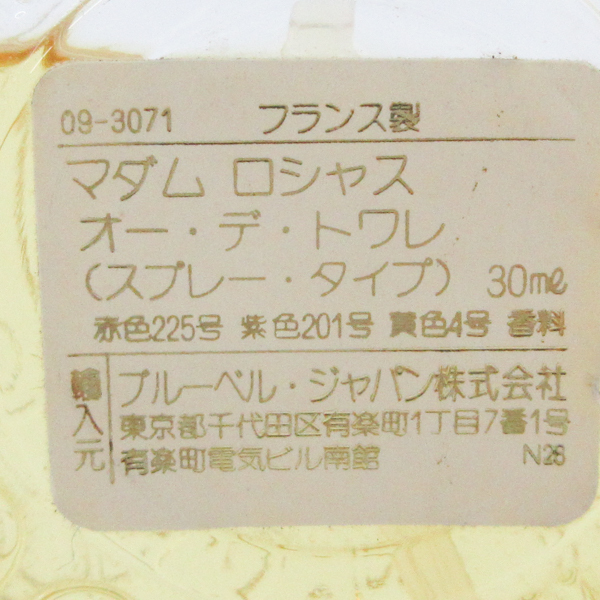 09-3071 フランス製
マダム ロシャス
オー・デ・トワレ
(スプレー・タイプ) 30ml
赤色225号 紫色201号 黄色4号 香料
輸入元 ブルーベル・ジャパン株式会社
東京都千代田区有楽町1丁目7番1号
有楽町電気ビル南館 N26